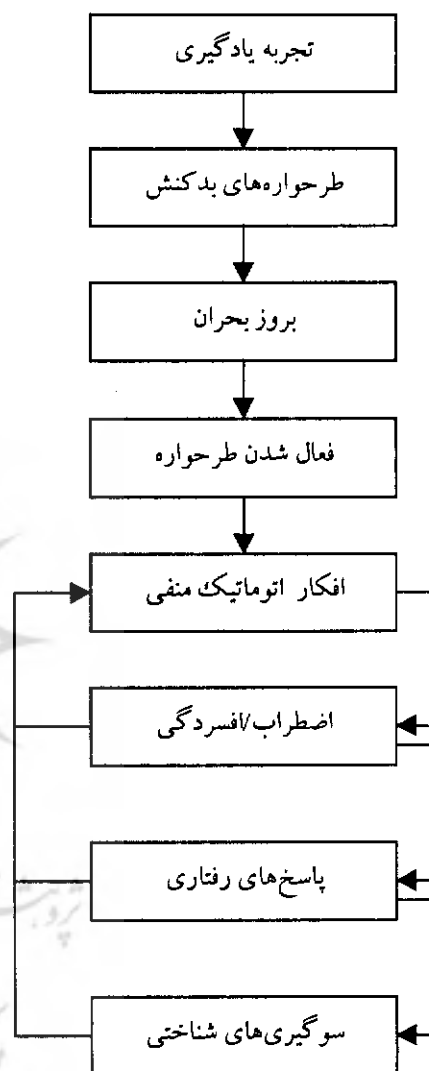 تجربه یادگیری
طرحواره‌های بدکنش
بروز بحران
فعال شدن طرحواره
افکار اتوماتیک منفی
اضطراب/افسردگی
پاسخ‌های رفتاری
سوگیری‌های شناختی